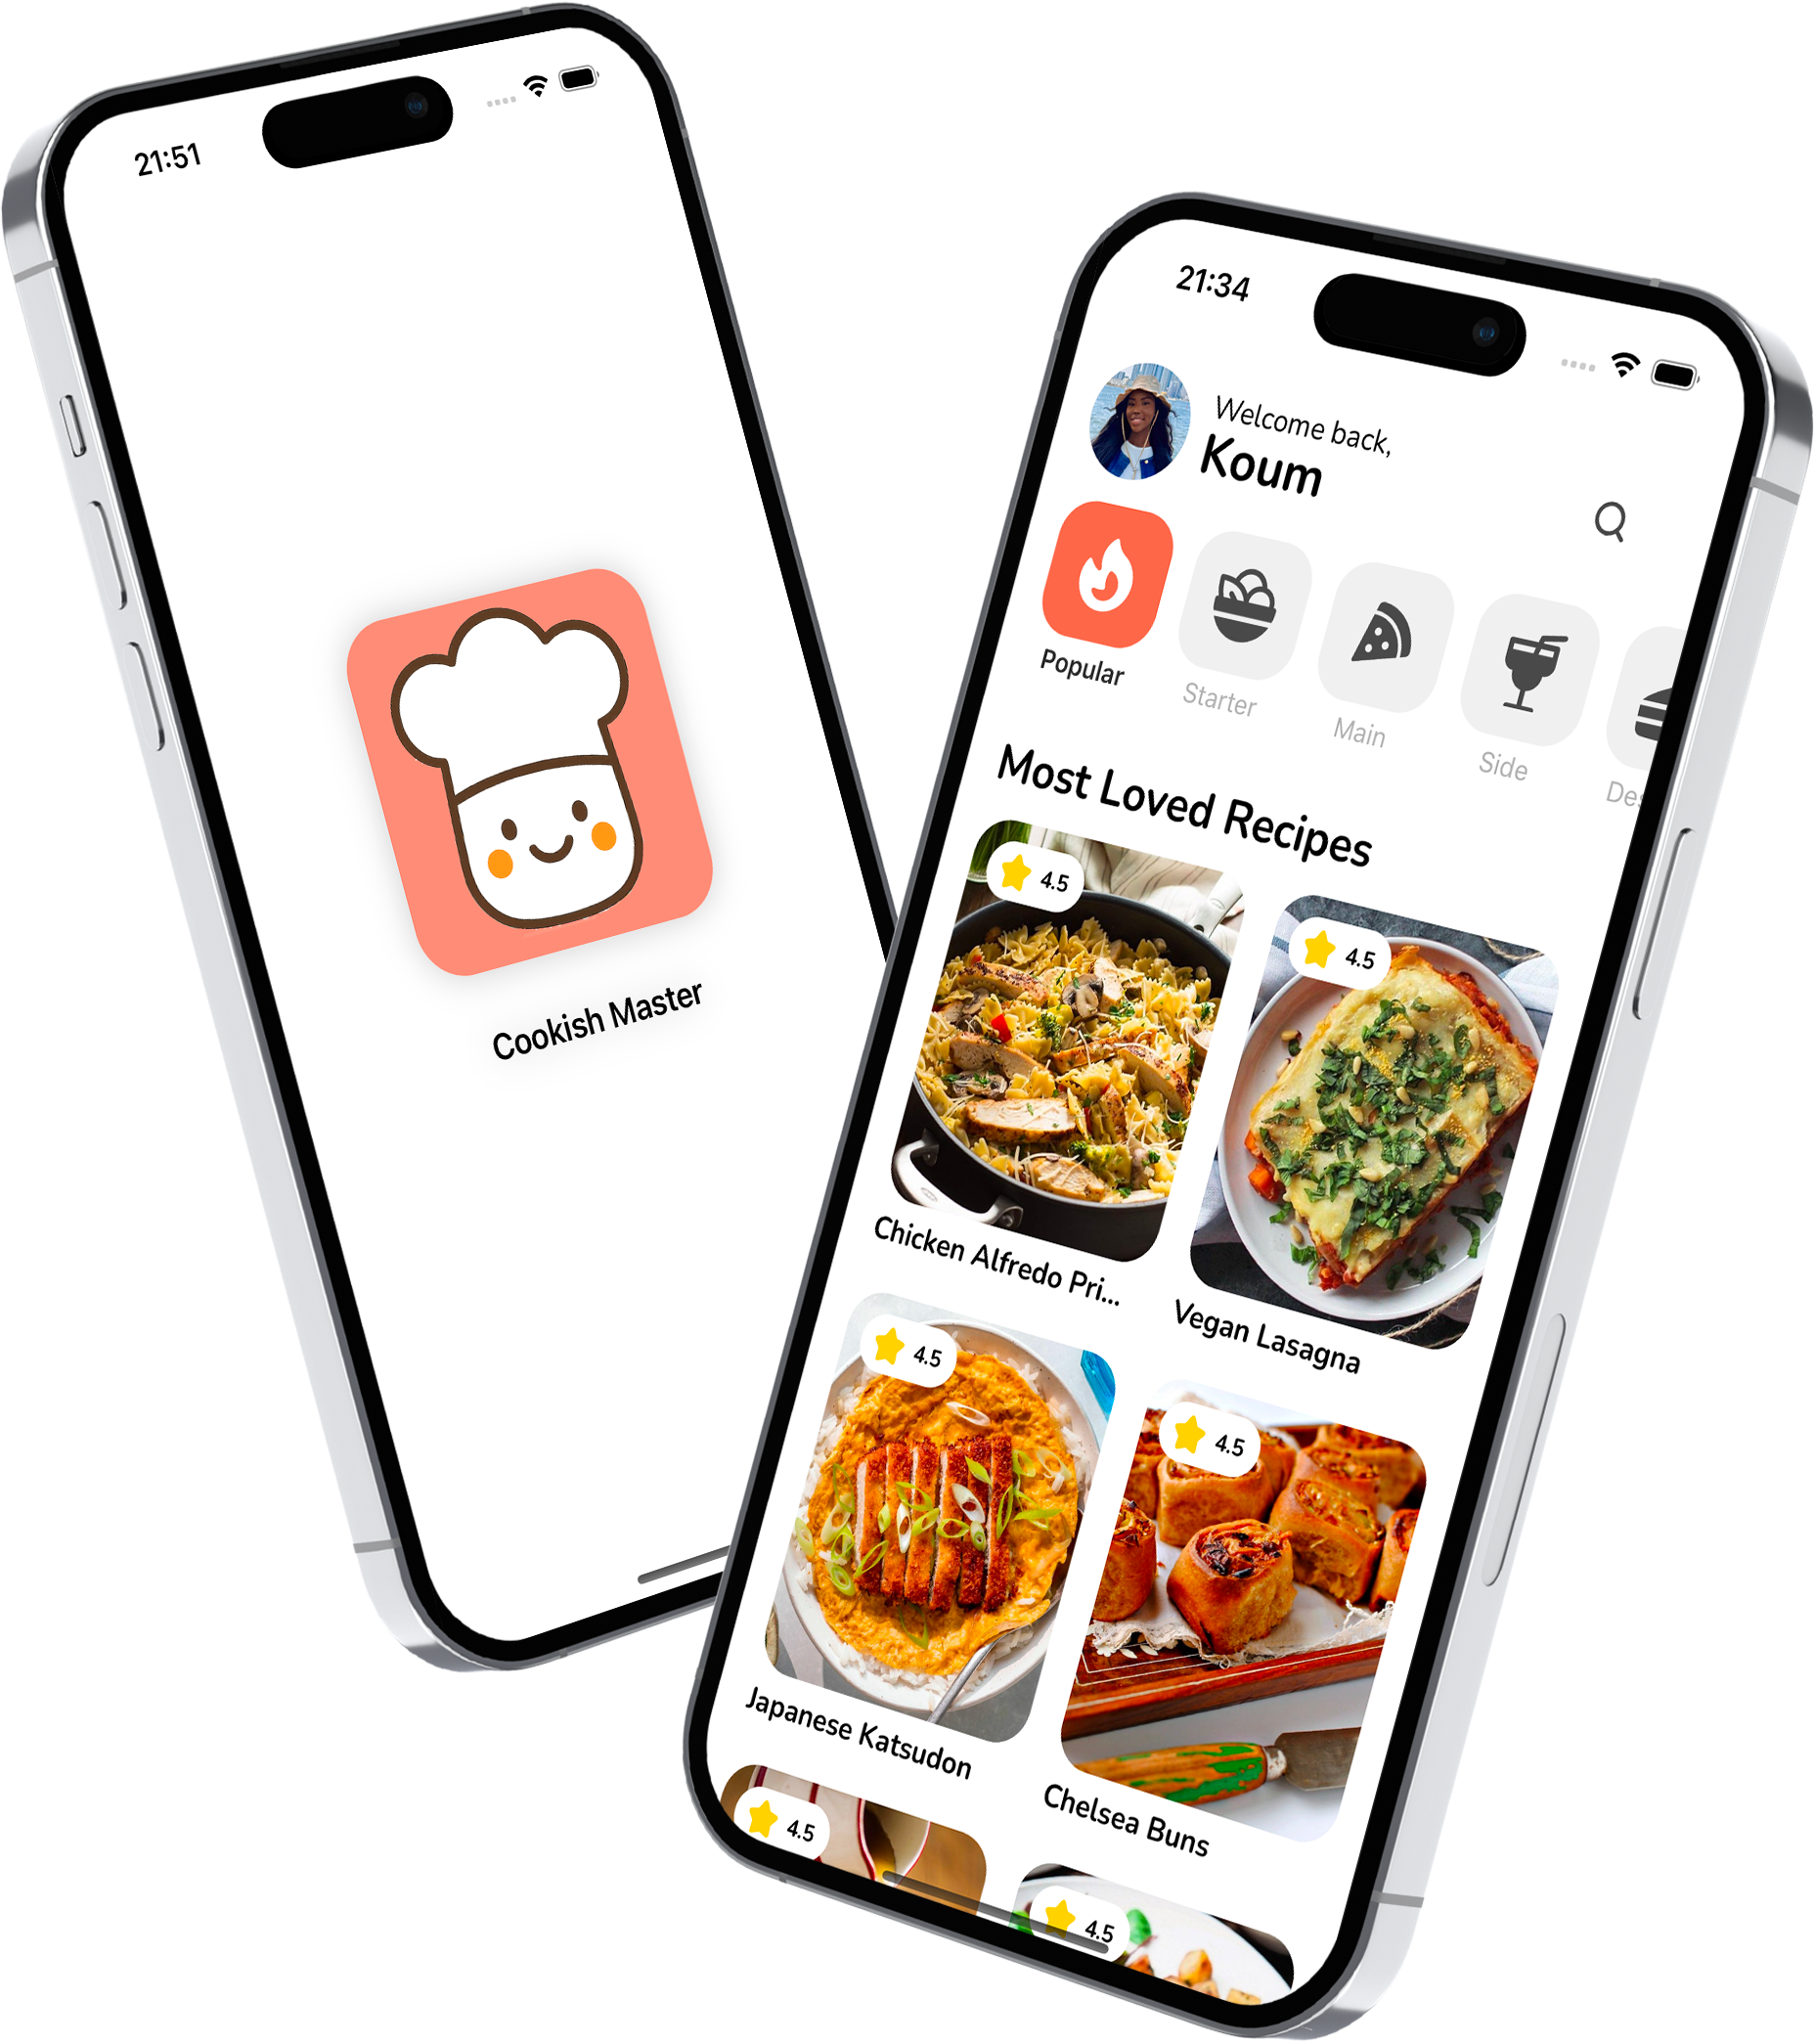 21:51
Cookish Master
21:34
Welcome back,
Koum
Popular
Starter
Main
Side
Des
Most Loved Recipes
4.5
4.5
Chicken Alfredo Pri...
Vegan Lasagna
4.5
4.5
Japanese Katsudon
Chelsea Buns
4.5
4.5